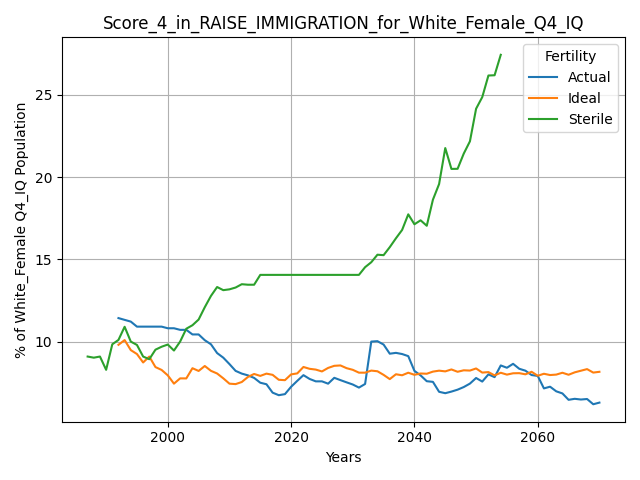 Score_4_in_RAISE_IMMIGRATION_for_White_Female_Q4_IQ
% of White_Female Q4_IQ Population
25
20
15
10
Fertility
Actual
Ideal
Sterile
2000
2020
2040
2060
Years